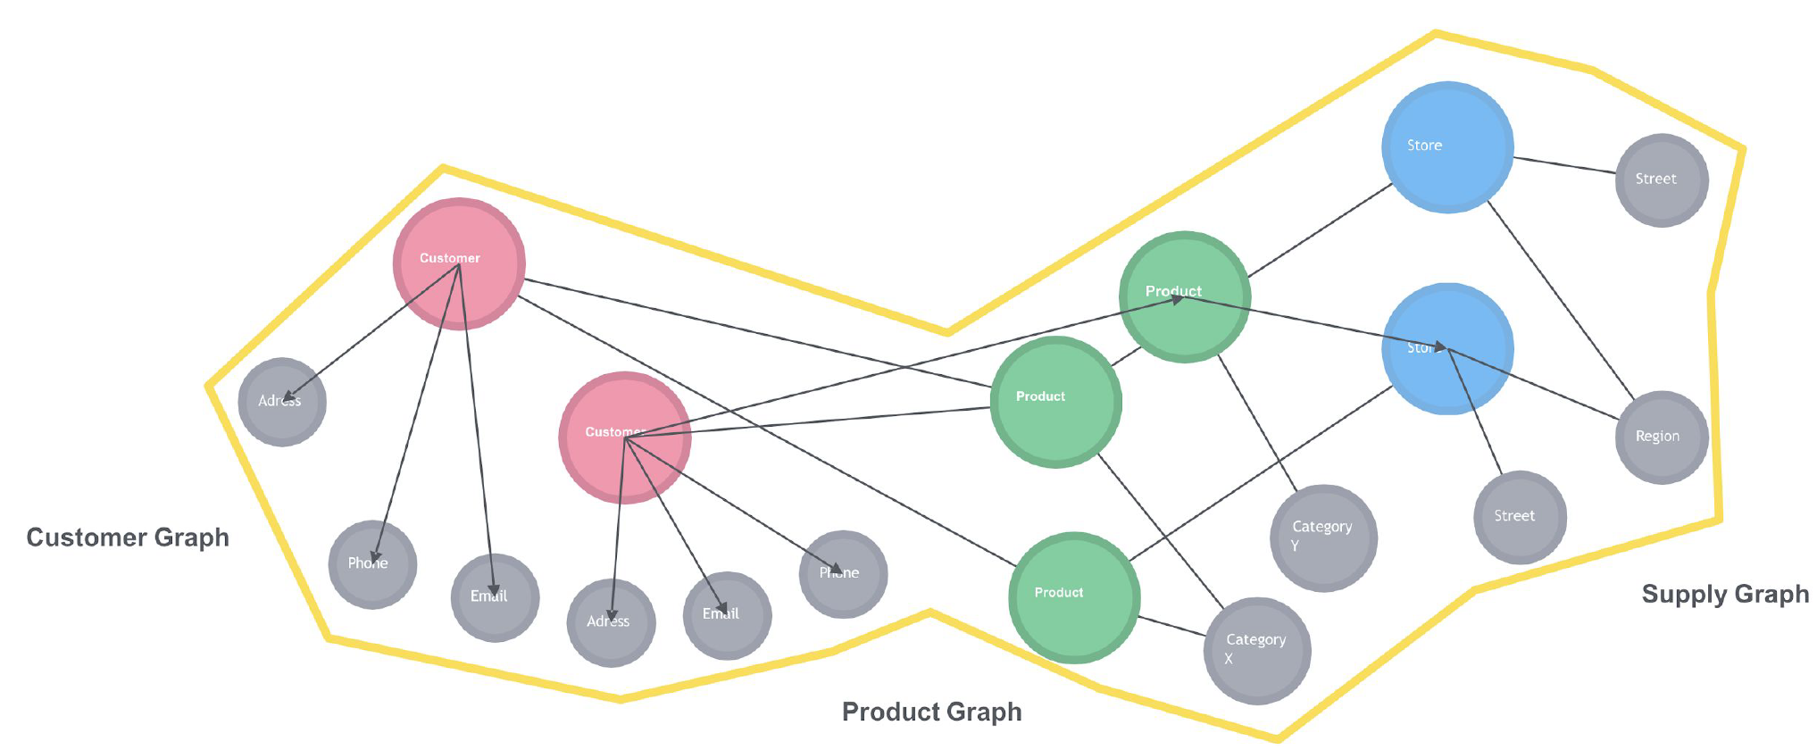 Store
Street
Customer
Product
Store
Adress
Product
Customer
Region
Street
Category
Y
Customer Graph
Phone
Email
Phone
Product
Supply Graph
Adress
Email
Category
X
Product Graph